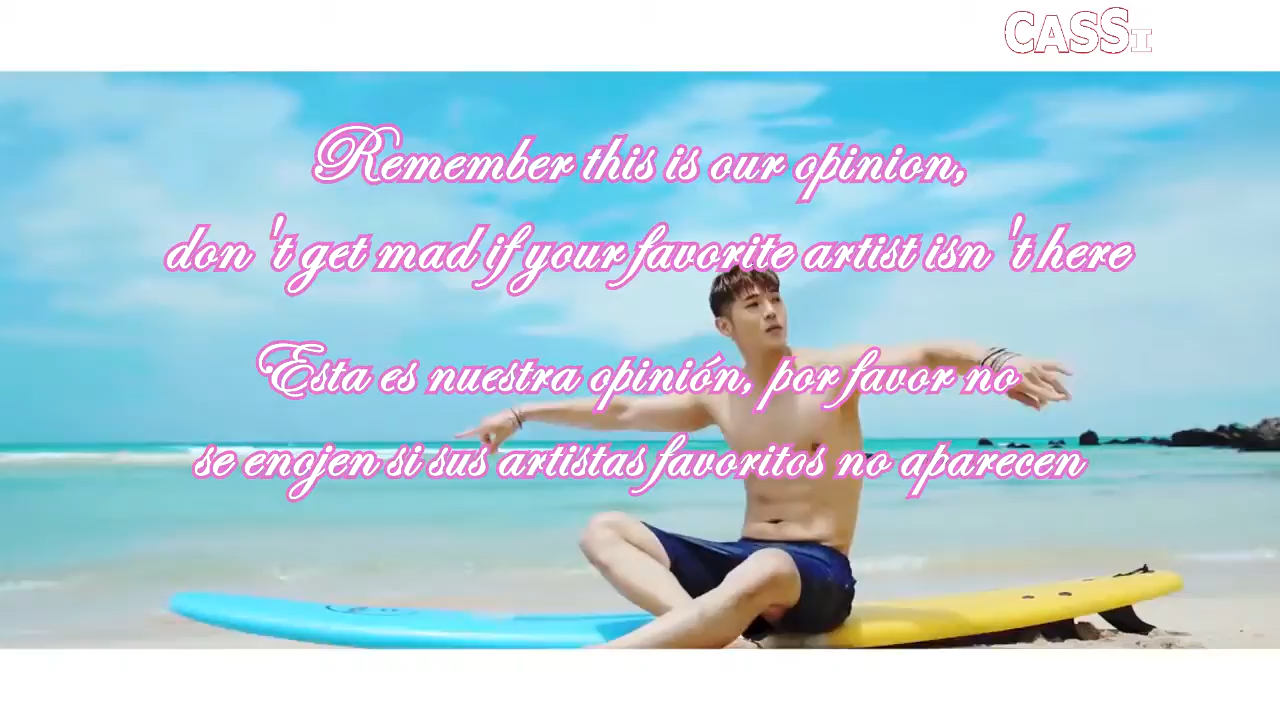 CASSI
Remember this is our opinion,
don't get mad if your favorite artist isn't here
Esta es nuestra opinión, por favor no
se enojen si sus artistas favoritos no aparecen